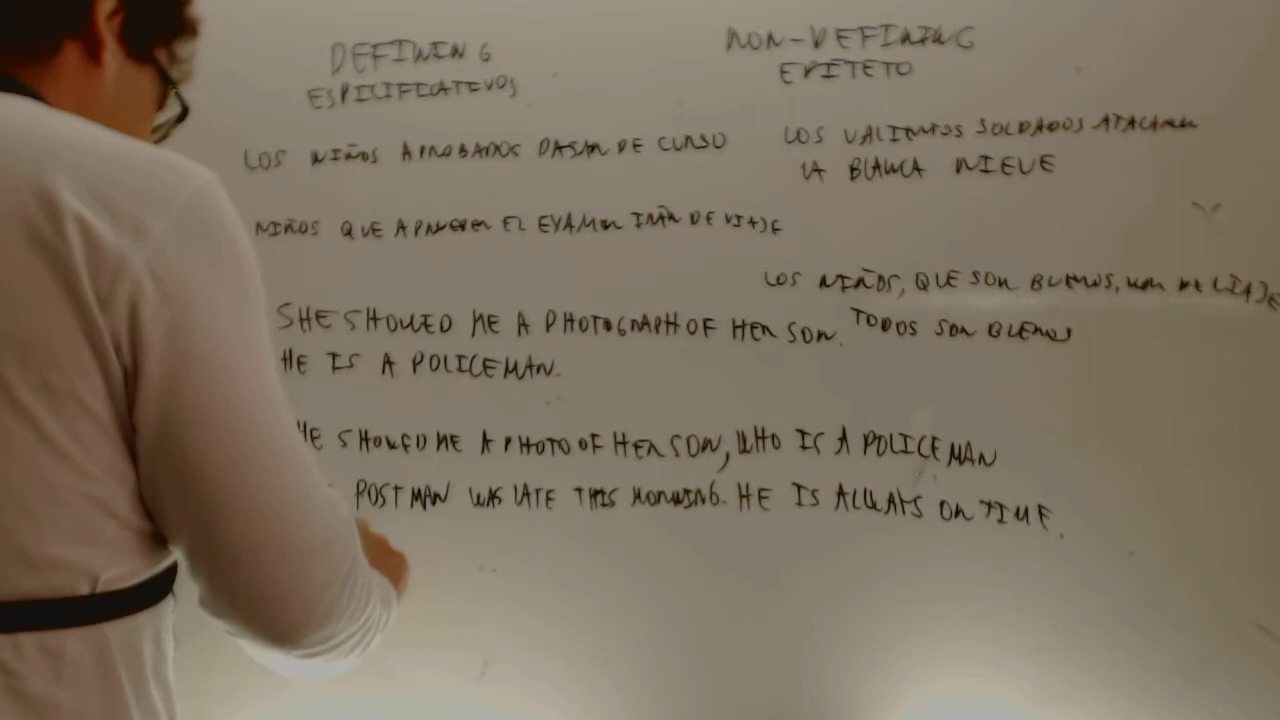 DEFINING
ESPICIFICATIVOS
NON-DEFINING
EPÍTETO
LOS NIÑOS APROBADOS PASAN DE CURSO
LOS VALIENTES SOLDADOS ATACARON
LA BLANCA NIEVE
NIÑOS QUE APRUEBEN EL EXAMEN IRÁN DE VIAJE
LOS NIÑOS, QUE SON BUENOS, VAN DE VIAJE
TODOS SON BUENOS
SHE SHOWED ME A PHOTOGRAPH OF HER SON.
HE IS A POLICEMAN.
HE SHOWED ME A PHOTO OF HER SON, WHO IS A POLICEMAN
POSTMAN WAS LATE THIS MORNING. HE IS ALWAYS ON TIME.